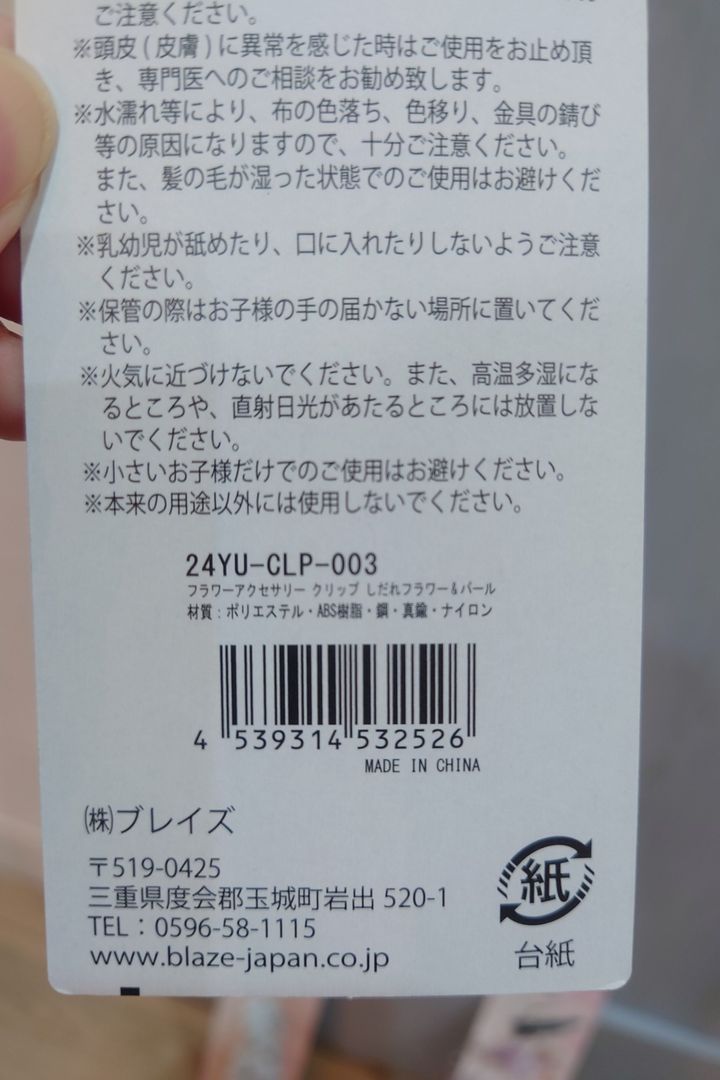 ご注意ください。
※頭皮(皮膚)に異常を感じた時はご使用をお止め頂
き、専門医へのご相談をお勧め致します。
※水濡れ等により、布の色落ち、色移り、金具の錆び
等の原因になりますので、十分ご注意ください。
また、髪の毛が湿った状態でのご使用はお避けくだ
さい。
※乳幼児が舐めたり、口に入れたりしないようご注意
ください。
※保管の際はお子様の手の届かない場所に置いてくだ
さい。
※火気に近づけないでください。また、高温多湿にな
るところや、直射日光があたるところには放置しな
いでください。
※小さいお子様だけでのご使用はお避けください。
※本来の用途以外には使用しないでください。
24YU-CLP-003
フラワーアクセサリー クリップ しだれフラワー&パール
材質:ポリエステル・ABS樹脂・鋼・真鍮・ナイロン
4 539314 532526
MADE IN CHINA
㈱ブレイズ
〒519-0425
三重県度会郡玉城町岩出 520-1
TEL:0596-58-1115
www.blaze-japan.co.jp
紙
台紙